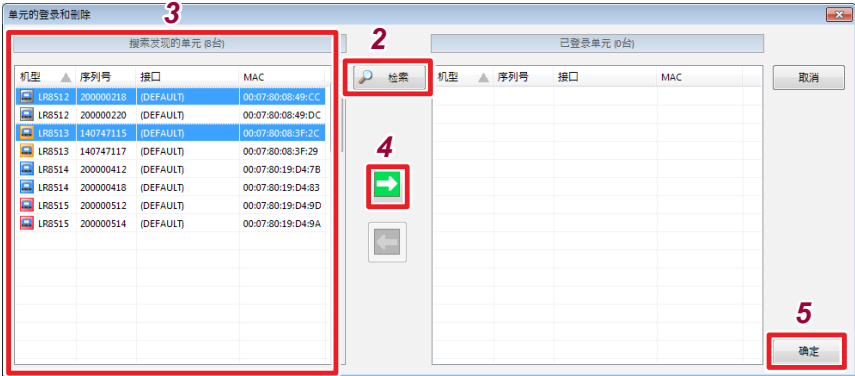 单元的登录和删除
3
搜索发现的单元 (8台)
2
已登录单元 (0台)
机型 序列号 接口 MAC
检索
机型 序列号 接口 MAC
取消
LR8512 200000218 (DEFAULT) 00:07:80:08:49:CC
LR8512 200000220 (DEFAULT) 00:07:80:08:49:DC
LR8513 140747115 (DEFAULT) 00:07:80:08:3F:2C
LR8513 140747117 (DEFAULT) 00:07:80:08:3F:29
4
LR8514 200000412 (DEFAULT) 00:07:80:19:D4:7B
LR8514 200000418 (DEFAULT) 00:07:80:19:D4:83
LR8515 200000512 (DEFAULT) 00:07:80:19:D4:9D
LR8515 200000514 (DEFAULT) 00:07:80:19:D4:9A
5
确定